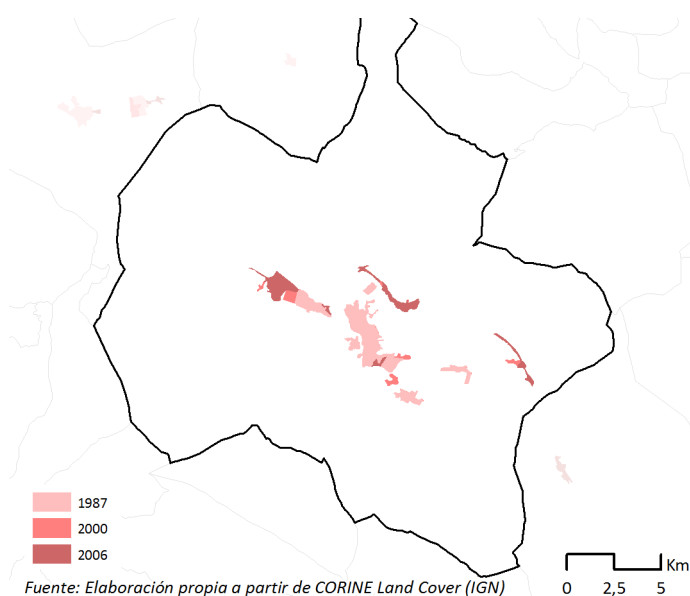 1987
2000
2006
Km
0 2,5 5
Fuente: Elaboración propia a partir de CORINE Land Cover (IGN)